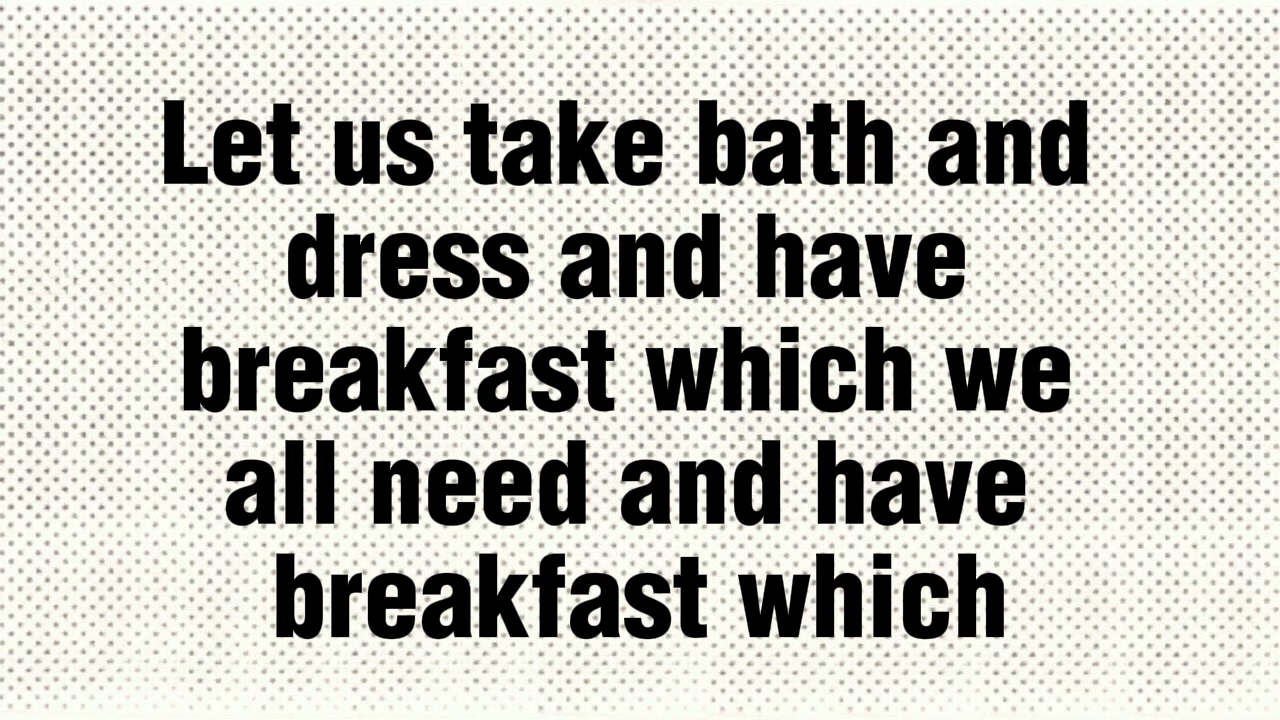 Let us take bath and
dress and have
breakfast which we
all need and have
breakfast which